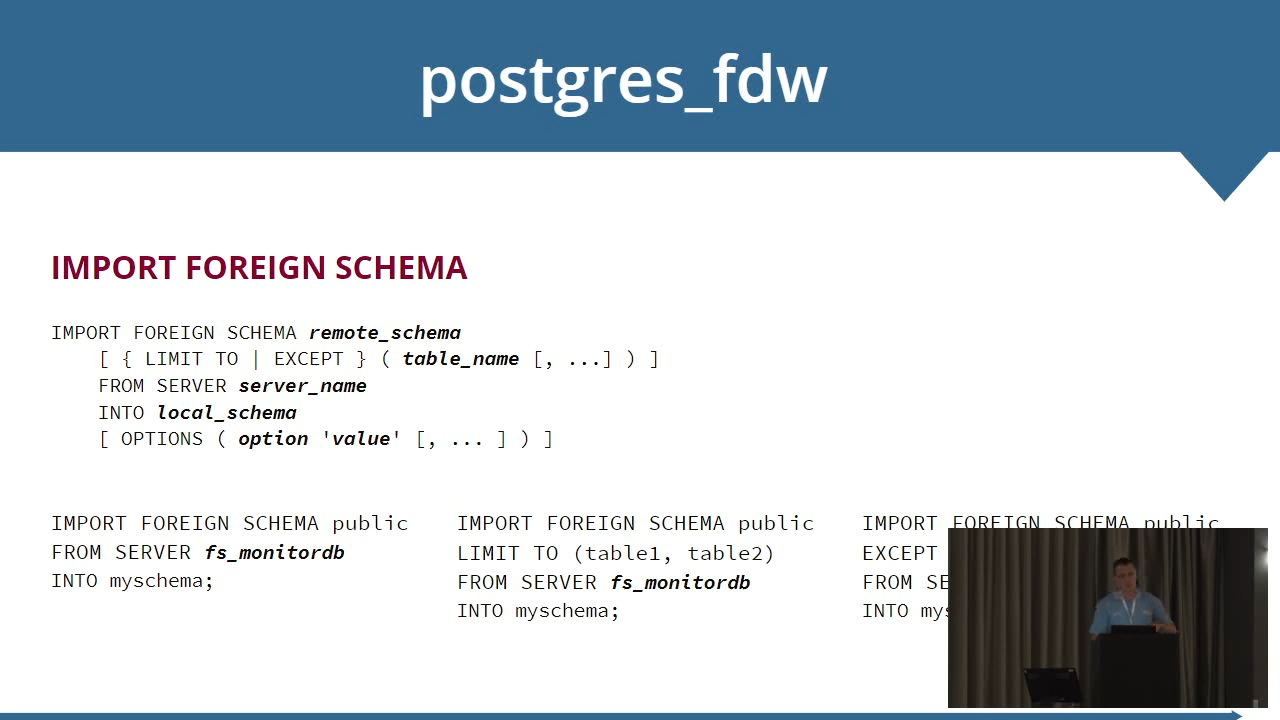 postgres_fdw
IMPORT FOREIGN SCHEMA
IMPORT FOREIGN SCHEMA remote_schema
[ { LIMIT TO | EXCEPT } ( table_name [, ...] ) ]
FROM SERVER server_name
INTO local_schema
[ OPTIONS ( option 'value' [, ... ] ) ]
IMPORT FOREIGN SCHEMA public
FROM SERVER fs_monitordb
INTO myschema;
IMPORT FOREIGN SCHEMA public
LIMIT TO (table1, table2)
FROM SERVER fs_monitordb
INTO myschema;
IMPORT FOREIGN SCHEMA public
EXCEPT
FROM
INTO